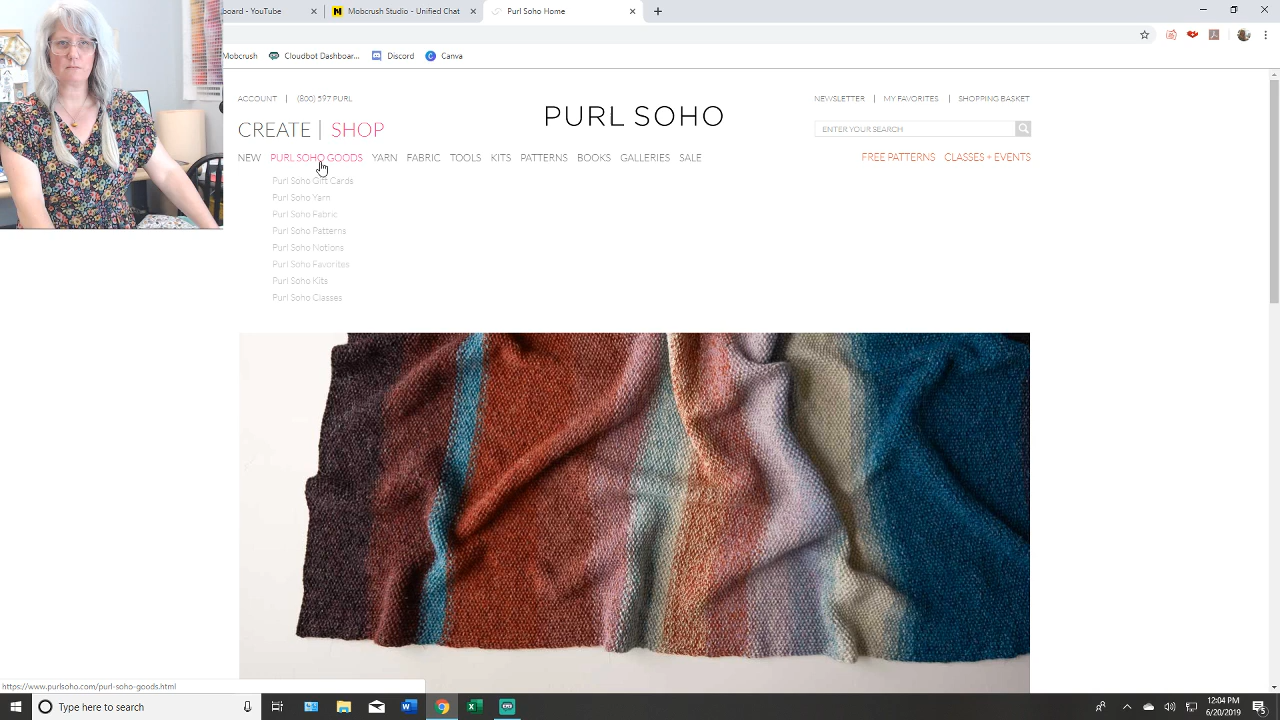 board - Youtube
Mobcrush Studio - Unified Chat
Purl Soho Home
Mobcrush
Cloudbot Dashboar...
Discord
Canva
ACCOUNT | (800) 597 PURL
NEWSLETTER | MY FAVORITES | SHOPPING BASKET
PURL SOHO
CREATE | SHOP
ENTER YOUR SEARCH
NEW PURL SOHO GOODS YARN FABRIC TOOLS KITS PATTERNS BOOKS GALLERIES SALE
FREE PATTERNS CLASSES + EVENTS
Purl Soho Gift Cards
Purl Soho Yarn
Purl Soho Fabric
Purl Soho Patterns
Purl Soho Notions
Purl Soho Favorites
Purl Soho Kits
Purl Soho Classes
https://www.purlsoho.com/purl-soho-goods.html
Type here to search
12:04 PM
6/20/2019